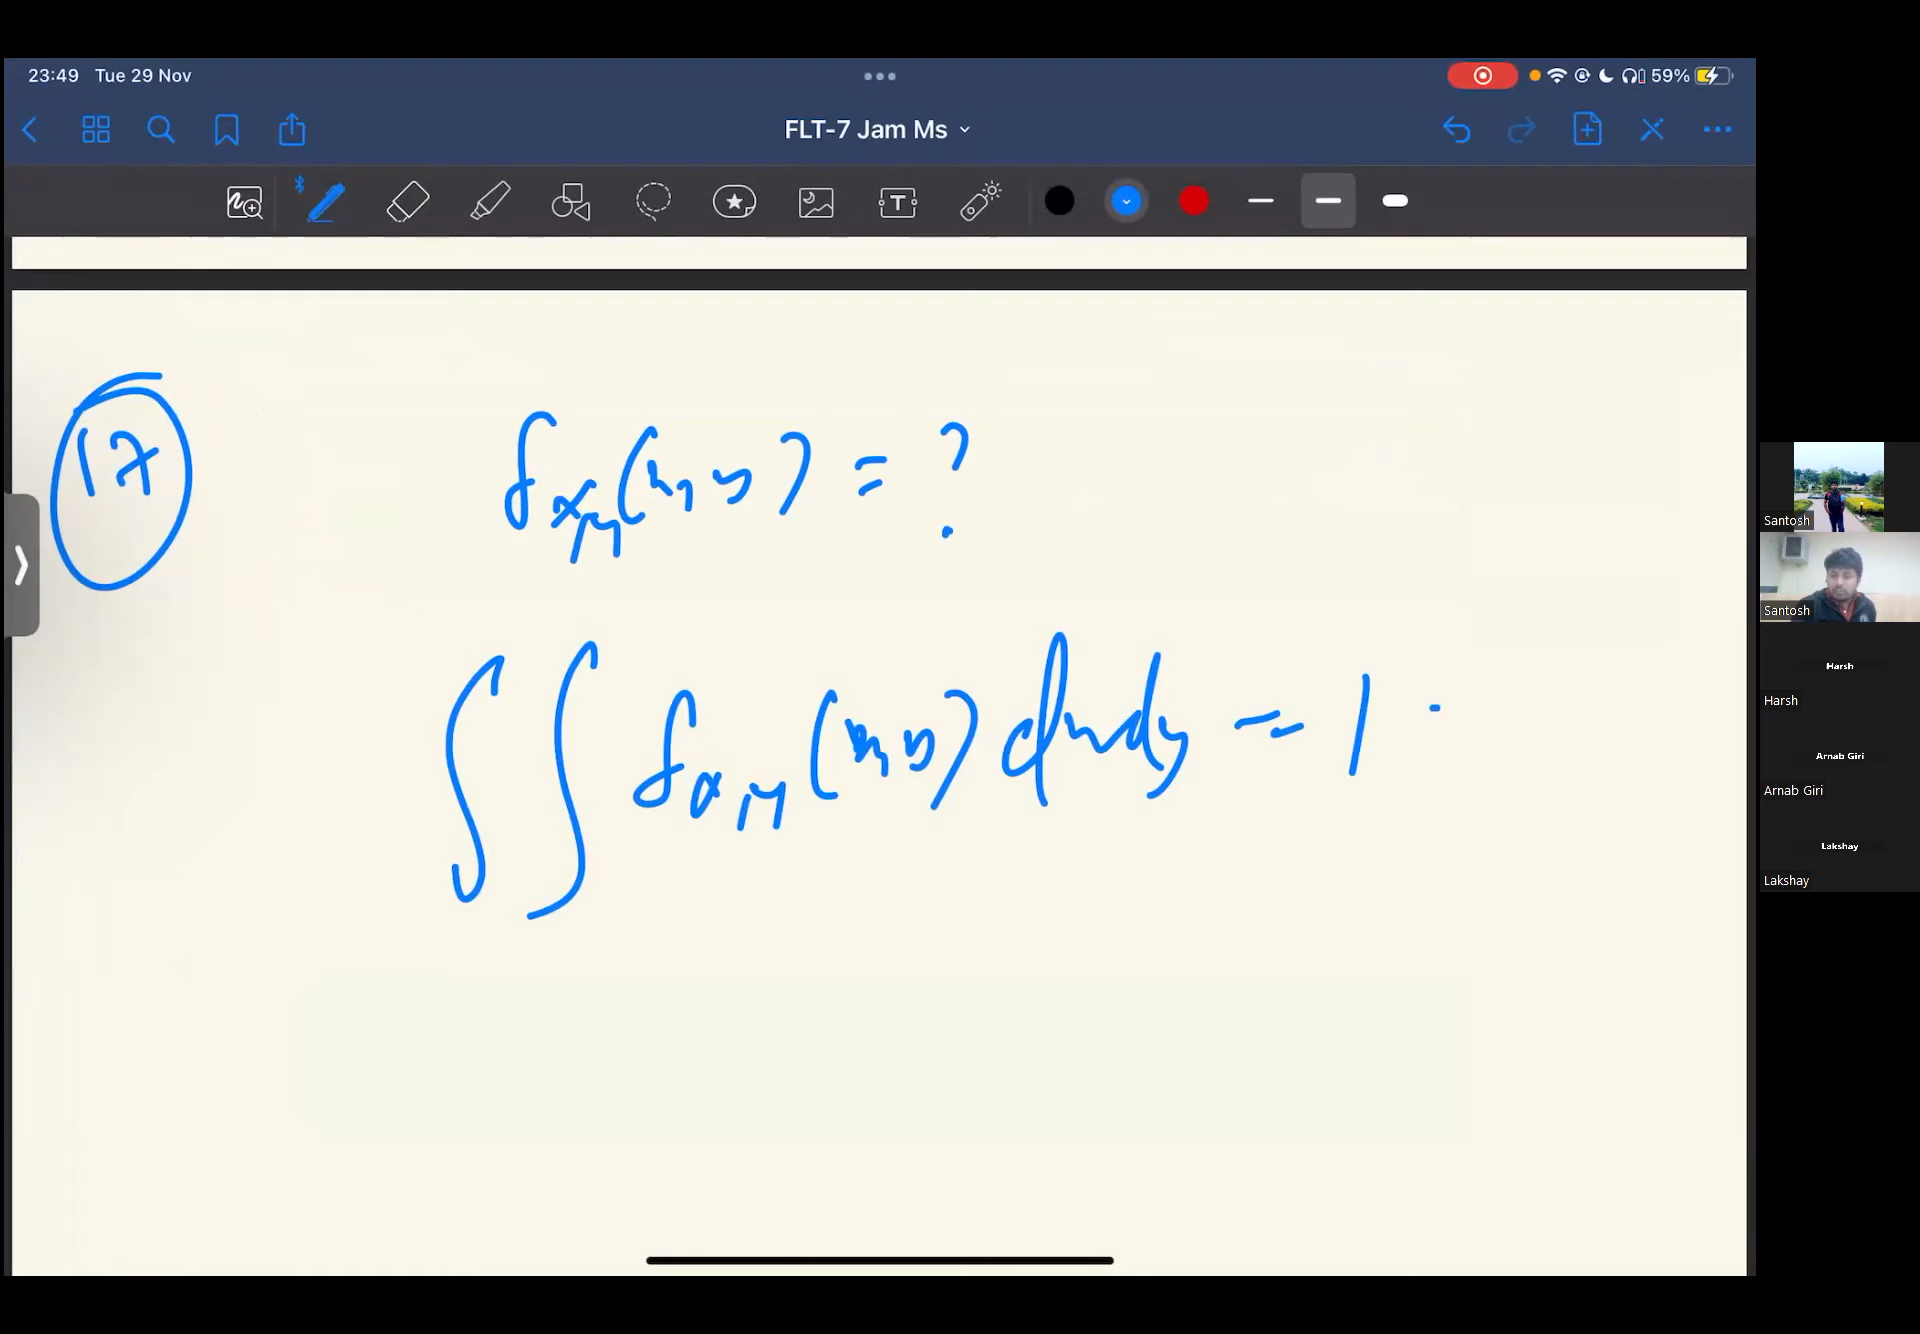 23:49 Tue 29 Nov
59%
FLT-7 Jam Ms
T
17
f_{X,Y}(x,y) = ?
∫∫ f_{X,Y}(x,y) dx dy = 1 .
Santosh
Santosh
Harsh
Harsh
Arnab Giri
Arnab Giri
Lakshay
Lakshay